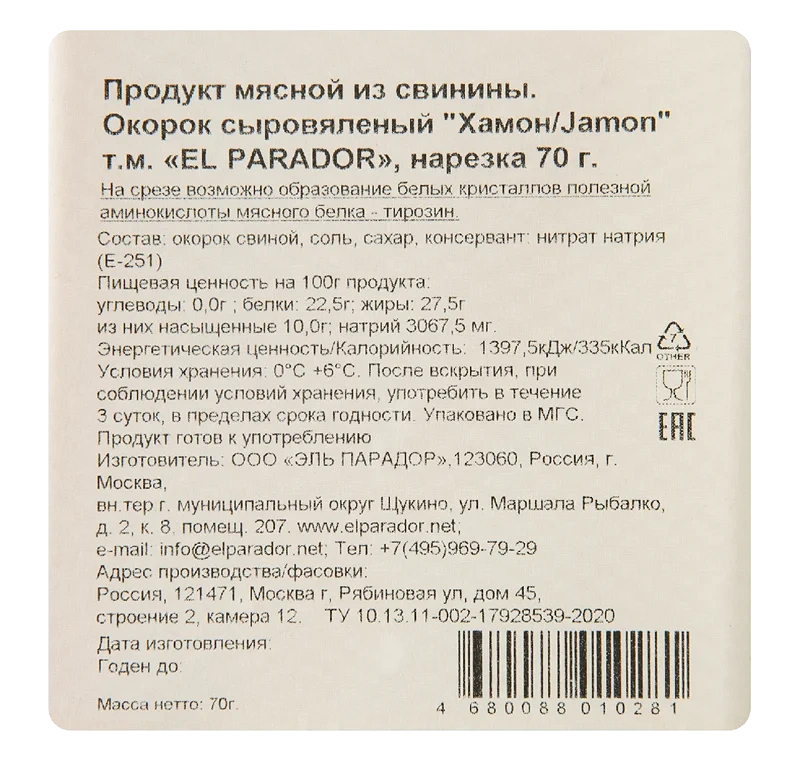 Продукт мясной из свинины.
Окорок сыровяленый "Хамон/Jamon"
т.м. «EL PARADOR», нарезка 70 г.
На срезе возможно образование белых кристаллов полезной
аминокислоты мясного белка - тирозин.
Состав: окорок свиной, соль, сахар, консервант: нитрат натрия
(Е-251)
Пищевая ценность на 100г продукта:
углеводы: 0,0г ; белки: 22,5г; жиры: 27,5г
из них насыщенные 10,0г; натрий 3067,5 мг.
Энергетическая ценность/Калорийность: 1397,5кДж/335кКал
7
OTHER
Условия хранения: 0°С +6°С. После вскрытия, при
соблюдении условий хранения, употребить в течение
3 суток, в пределах срока годности. Упаковано в МГС.
EAC
Продукт готов к употреблению
Изготовитель: ООО «ЭЛЬ ПАРАДОР»,123060, Россия, г.
Москва,
вн.тер г. муниципальный округ Щукино, ул. Маршала Рыбалко,
д. 2, к. 8, помещ. 207. www.elparador.net;
e-mail: info@elparador.net; Тел: +7(495)969-79-29
Адрес производства/фасовки:
Россия, 121471, Москва г, Рябиновая ул, дом 45,
строение 2, камера 12. ТУ 10.13.11-002-17928539-2020
Дата изготовления:
Годен до:
Масса нетто: 70г.
4 680088 010281